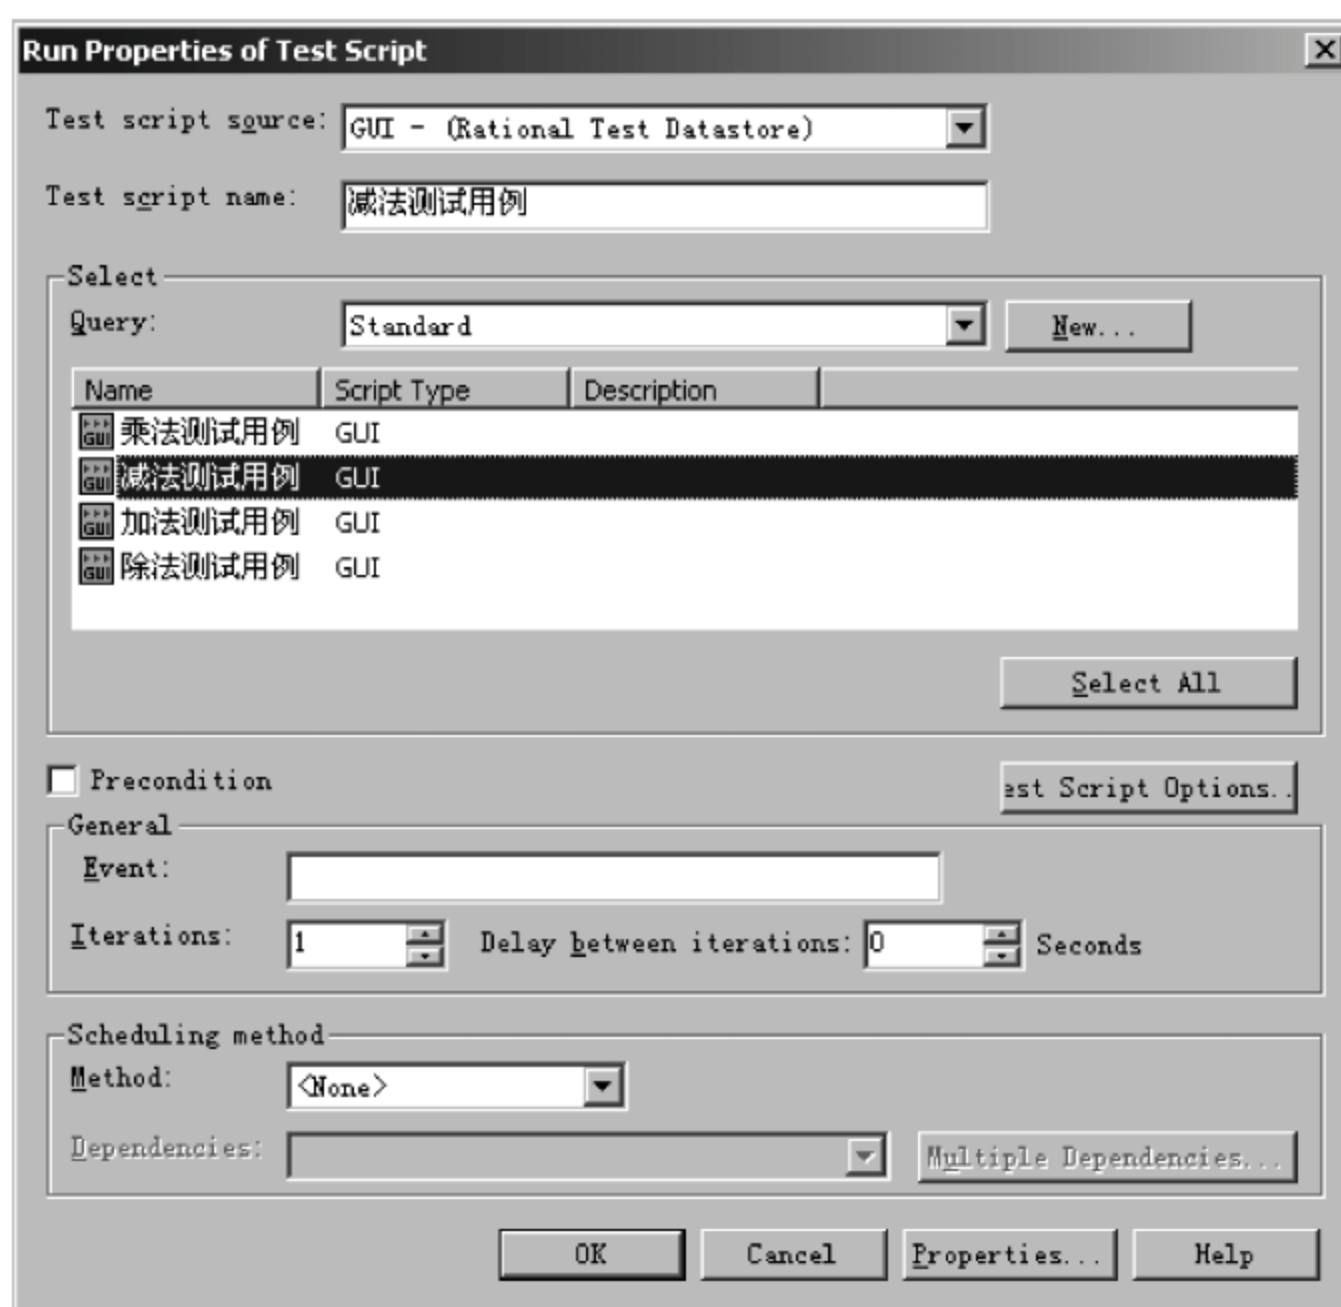 Run Properties of Test Script
Test script source: GUI - (Rational Test Datastore)
Test script name: 减法测试用例
Select
Query: Standard New...
Name Script Type Description
GUI 乘法测试用例 GUI
GUI 减法测试用例 GUI
GUI 加法测试用例 GUI
GUI 除法测试用例 GUI
Select All
Precondition est Script Options..
General
Event:
Iterations: 1 Delay between iterations: 0 Seconds
Scheduling method
Method: <None>
Dependencies: Multiple Dependencies...
OK Cancel Properties... Help